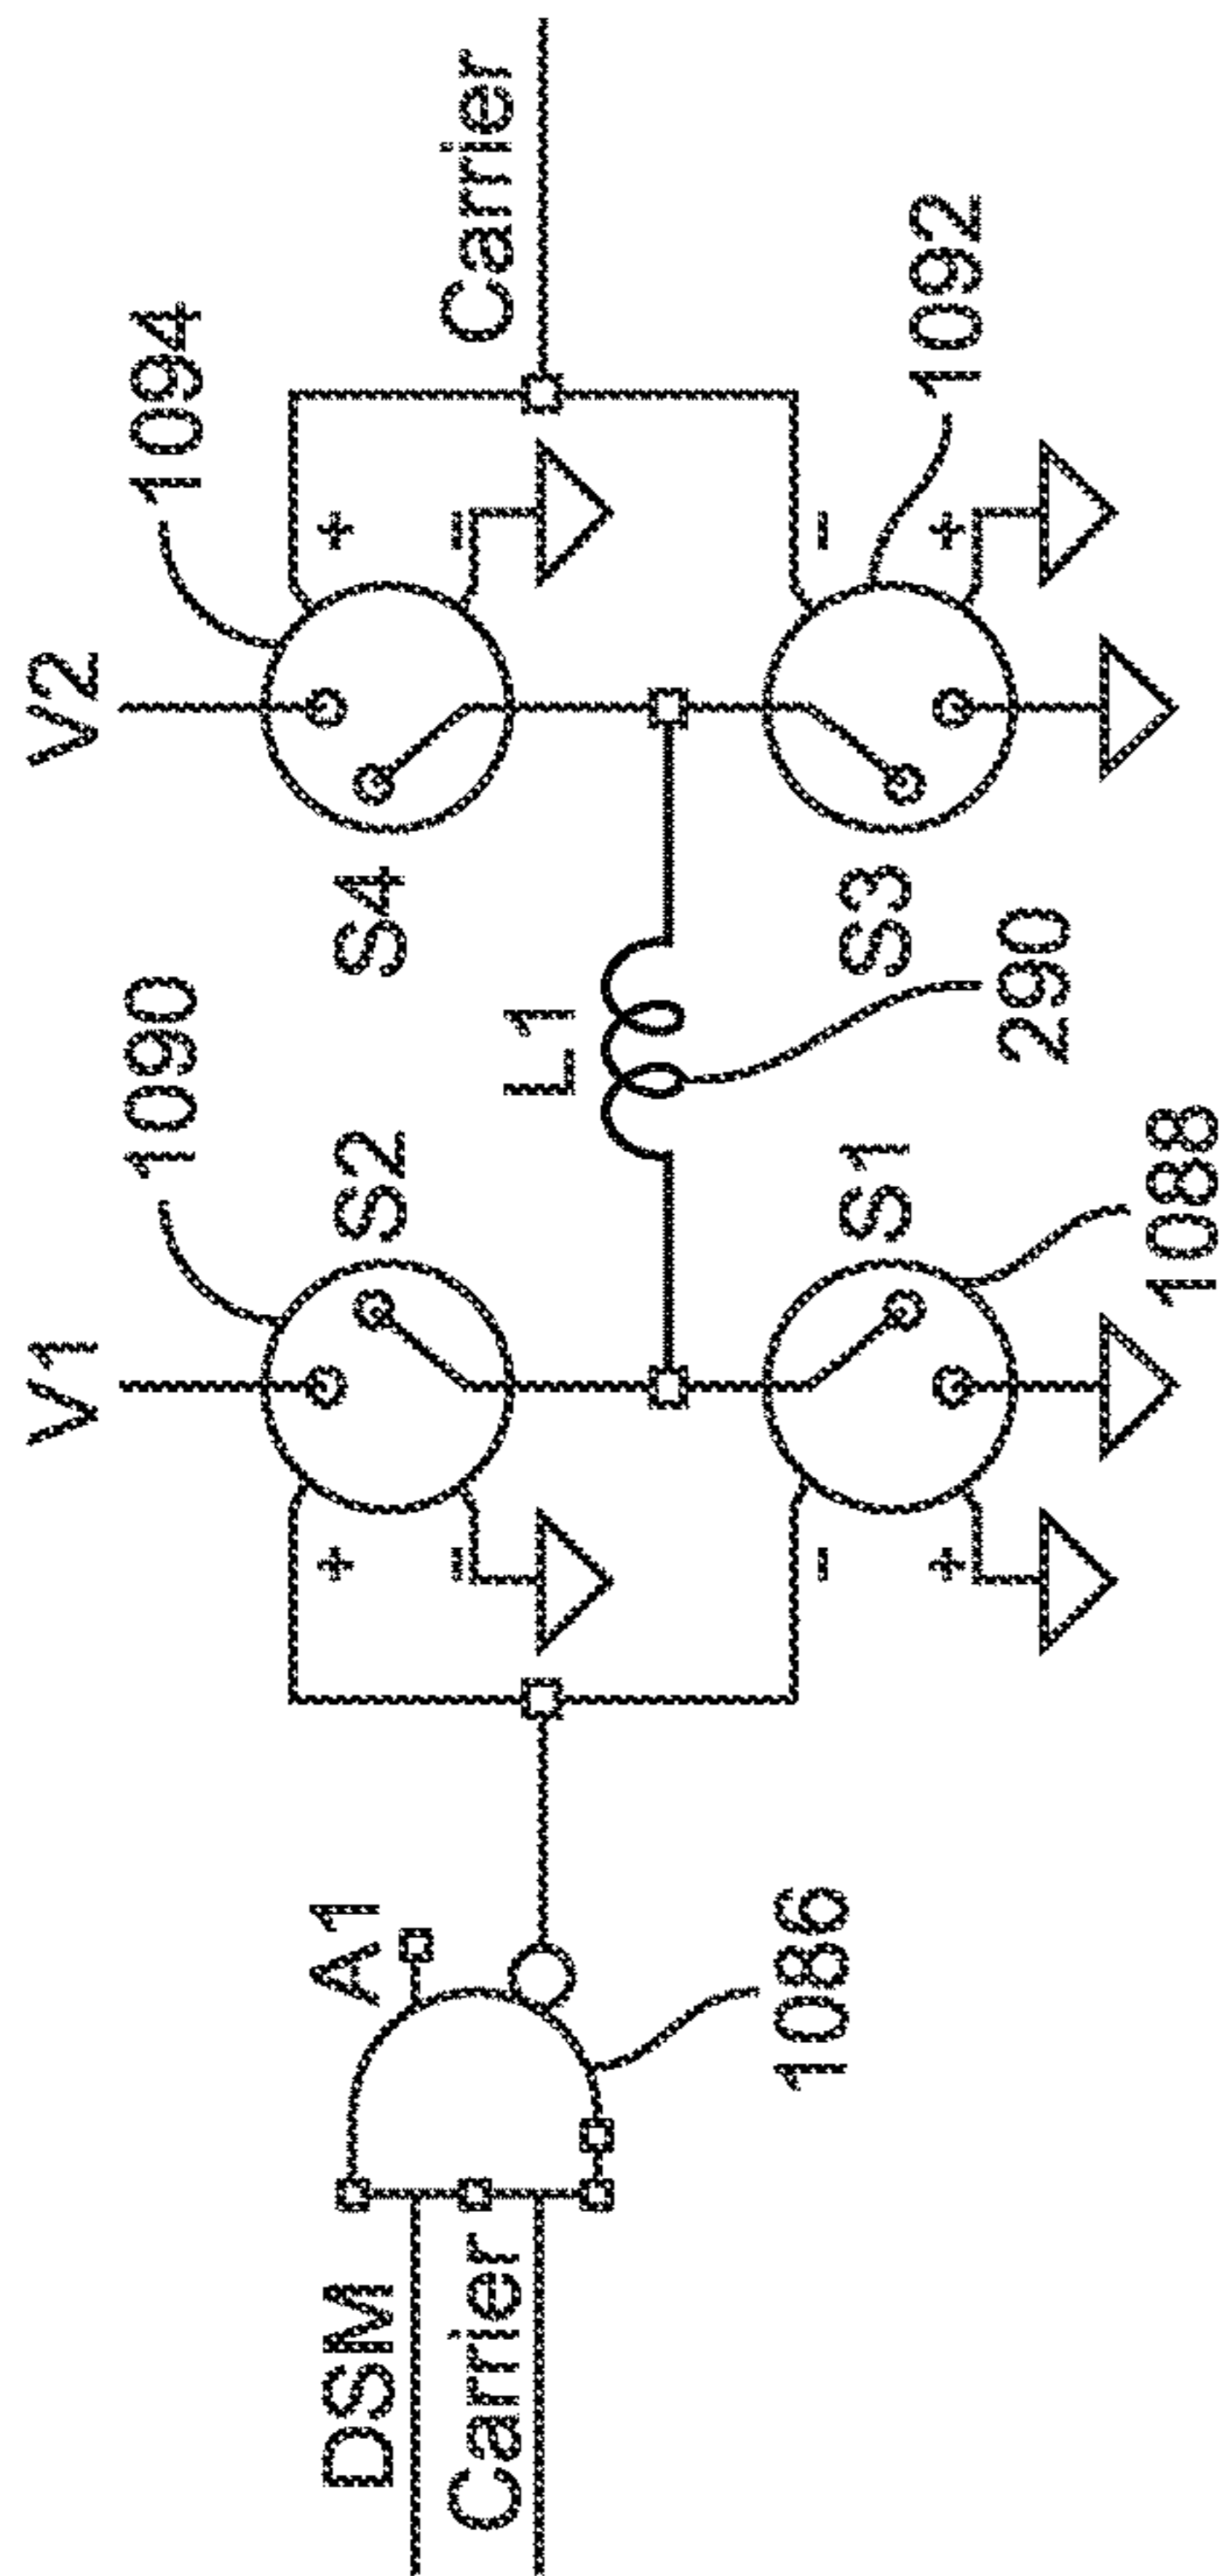 V1
V2
1090
1094
S2
S4
+
+
−
−
A1
L1
DSM
Carrier
Carrier
S1
S3
−
−
+
+
1086
1088
290
1092